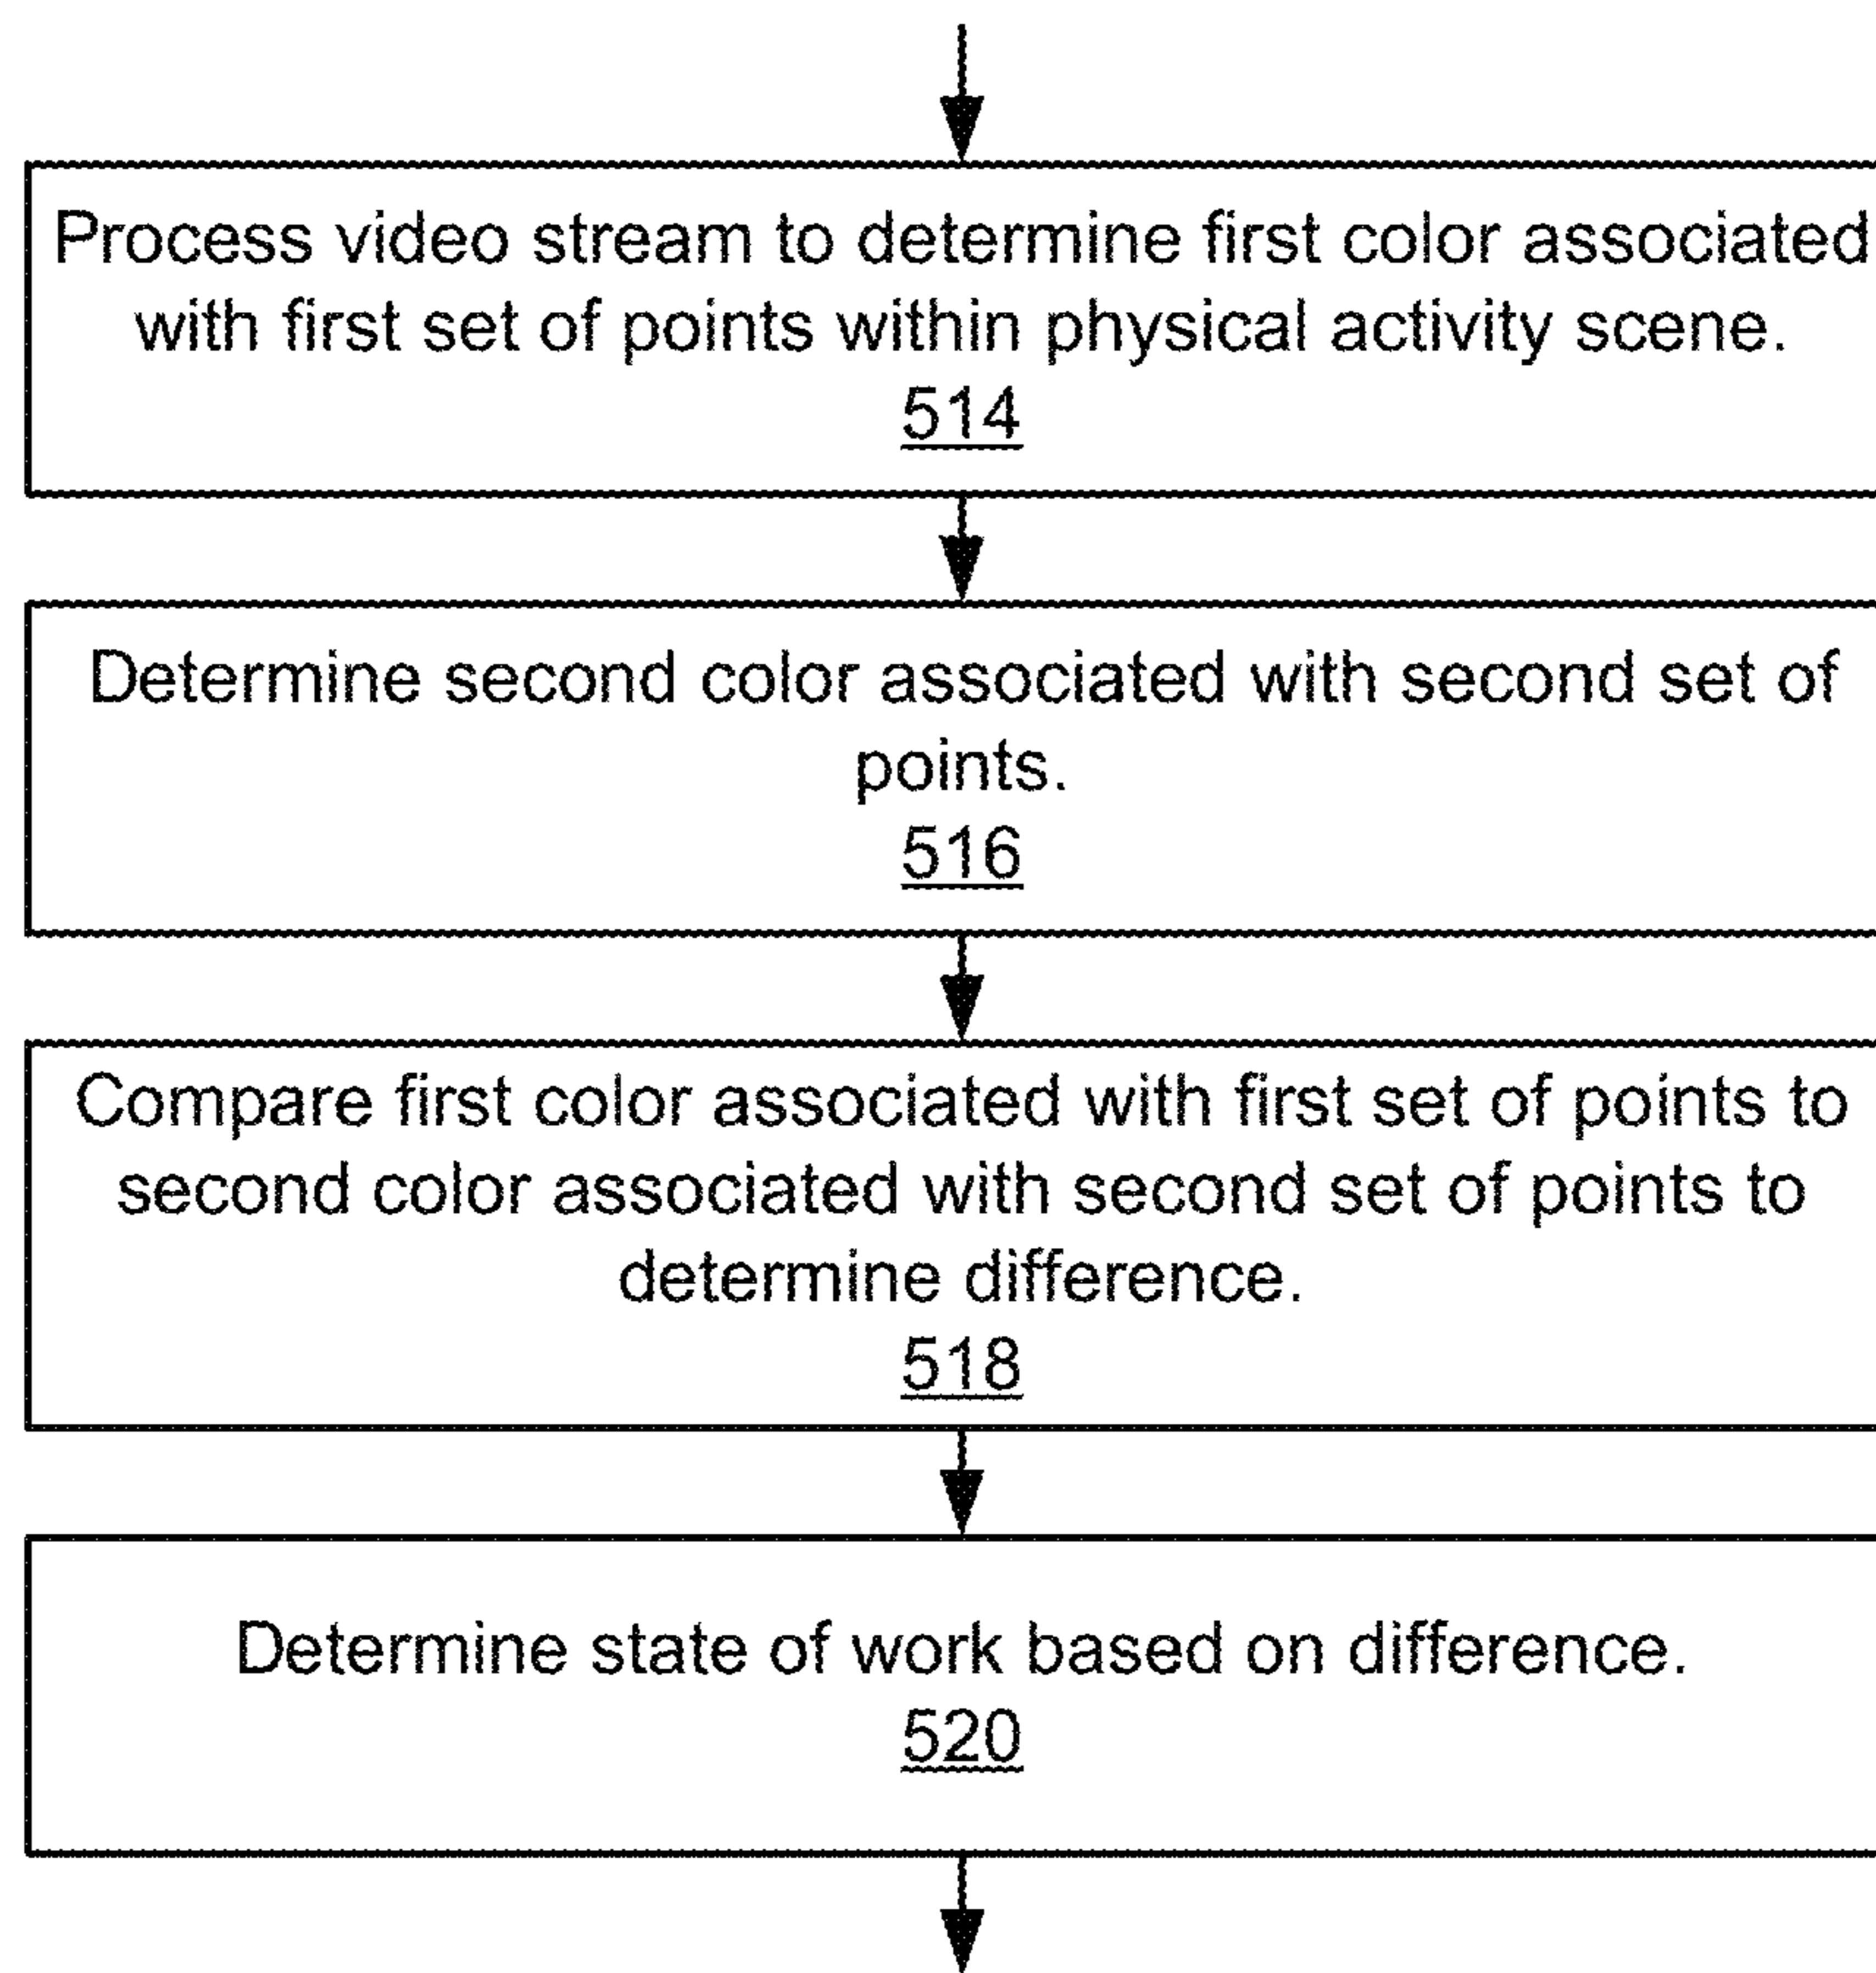 Process video stream to determine first color associated
with first set of points within physical activity scene.
514
Determine second color associated with second set of
points.
516
Compare first color associated with first set of points to
second color associated with second set of points to
determine difference.
518
Determine state of work based on difference.
520